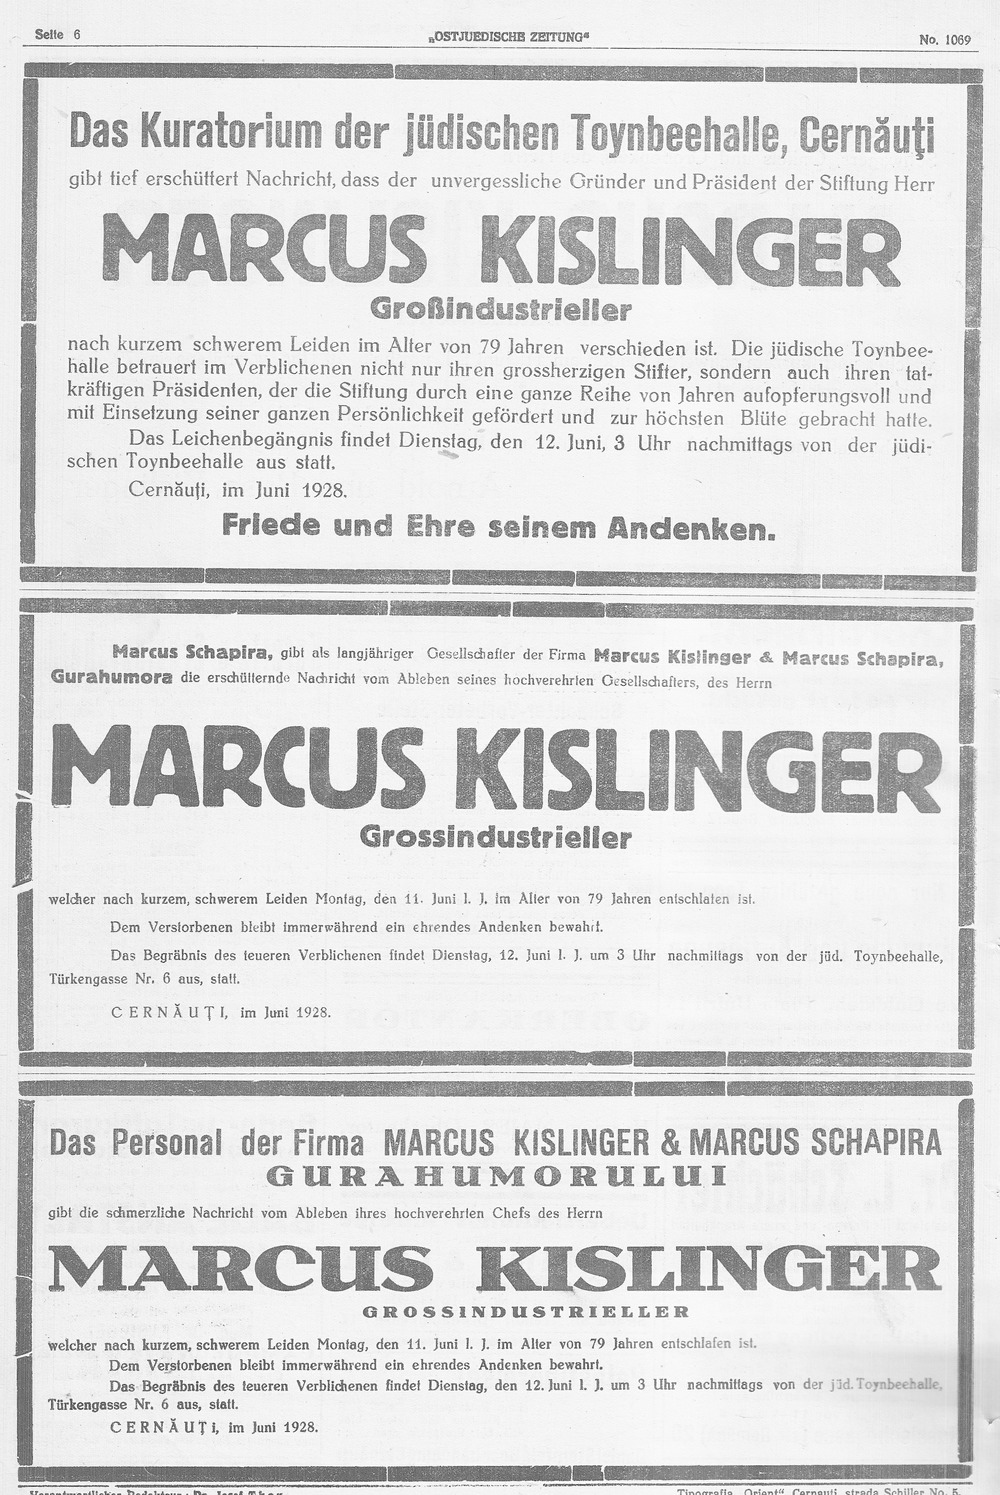 Seite 6
„OSTJUEDISCHE ZEITUNG“
No. 1069
Das Kuratorium der jüdischen Toynbeehalle, Cernăuţi
gibt tief erschüttert Nachricht, dass der unvergessliche Gründer und Präsident der Stiftung Herr
MARCUS KISLINGER
Großindustrieller
nach kurzem schwerem Leiden im Alter von 79 Jahren verschieden ist. Die jüdische Toynbee-
halle betrauert im Verblichenen nicht nur ihren grossherzigen Stifter, sondern auch ihren tat-
kräftigen Präsidenten, der die Stiftung durch eine ganze Reihe von Jahren aufopferungsvoll und
mit Einsetzung seiner ganzen Persönlichkeit gefördert und zur höchsten Blüte gebracht hatte.
Das Leichenbegängnis findet Dienstag, den 12. Juni, 3 Uhr nachmittags von der jüdi-
schen Toynbeehalle aus statt.
Cernăuţi, im Juni 1928.
Friede und Ehre seinem Andenken.
Marcus Schapira, gibt als langjähriger Gesellschafter der Firma Marcus Kislinger & Marcus Schapira,
Gurahumora die erschütternde Nachricht vom Ableben seines hochverehrten Gesellschafters, des Herrn
MARCUS KISLINGER
Grossindustrieller
welcher nach kurzem, schwerem Leiden Montag, den 11. Juni l. J. im Alter von 79 Jahren entschlafen ist.
Dem Verstorbenen bleibt immerwährend ein ehrendes Andenken bewahrt.
Das Begräbnis des teueren Verblichenen findet Dienstag, 12. Juni l. J. um 3 Uhr nachmittags von der jüd. Toynbeehalle,
Türkengasse Nr. 6 aus, statt.
CERNĂUŢI, im Juni 1928.
Das Personal der Firma MARCUS KISLINGER & MARCUS SCHAPIRA
GURAHUMORULUI
gibt die schmerzliche Nachricht vom Ableben ihres hochverehrten Chefs des Herrn
MARCUS KISLINGER
GROSSINDUSTRIELLER
welcher nach kurzem, schwerem Leiden Montag, den 11. Juni l. J. im Alter von 79 Jahren entschlafen ist.
Dem Verstorbenen bleibt immerwährend ein ehrendes Andenken bewahrt.
Das Begräbnis des teueren Verblichenen findet Dienstag, den 12. Juni l. J. um 3 Uhr nachmittags von der jüd. Toynbeehalle,
Türkengasse Nr. 6 aus, statt.
CERNĂUŢi, im Juni 1928.
Verantwortlicher Redakteur: Dr. Josef
Tipografia „Orient“ Cernauti, strada Schiller No. 5.